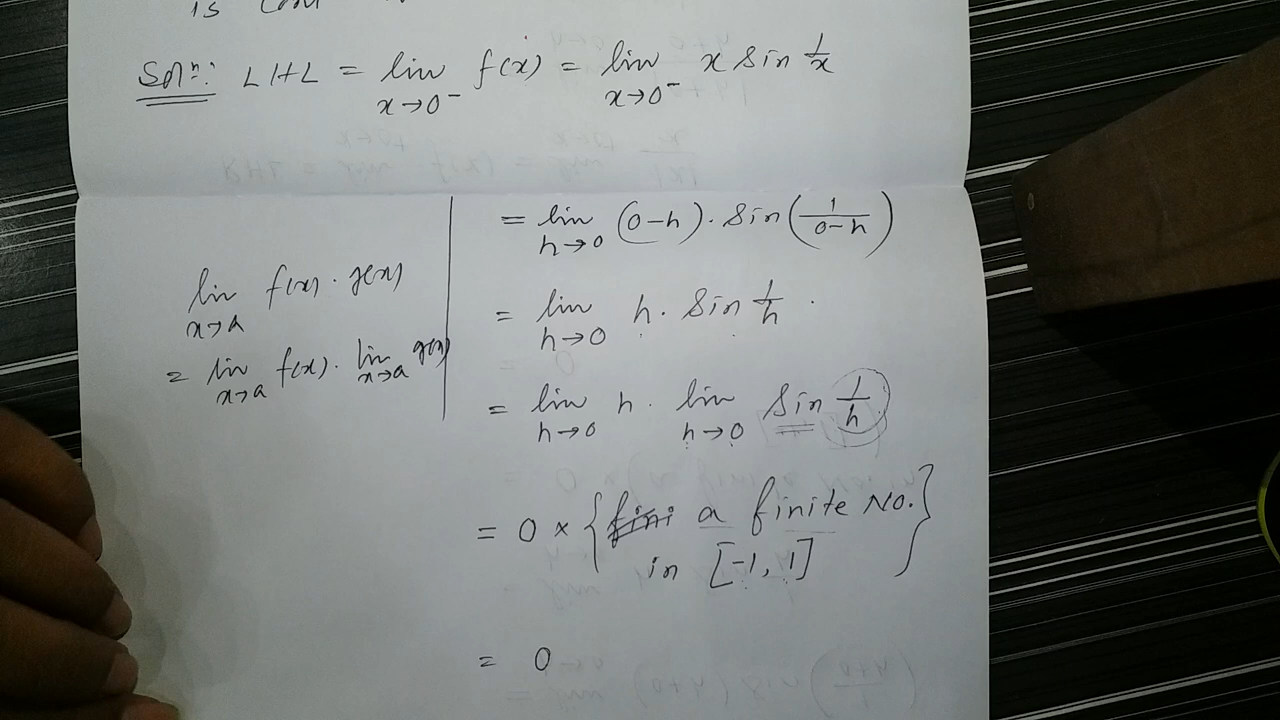 is
Solⁿ: LHL = lim x→0⁻ f(x) = lim x→0⁻ x sin 1/x
= lim h→0 (0-h). sin(1/0-h)
= lim h→0 h. sin 1/h.
= lim h→0 h. lim h→0 sin 1/h
= 0 × { a finite No.
in [-1, 1] }
= 0
lim x→a f(x). g(x)
= lim x→a f(x). lim x→a g(x)